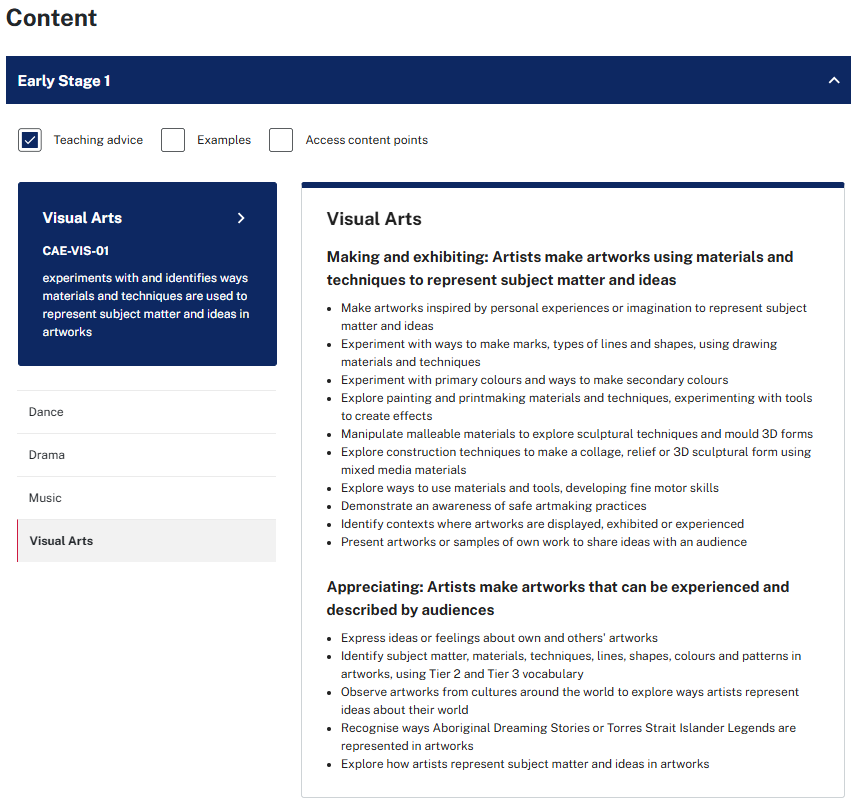 Content
Early Stage 1
Teaching advice
Examples
Access content points
Visual Arts
CAE-VIS-01
experiments with and identifies ways
materials and techniques are used to
represent subject matter and ideas in
artworks
Dance
Drama
Music
Visual Arts
Visual Arts
Making and exhibiting: Artists make artworks using materials and
techniques to represent subject matter and ideas
• Make artworks inspired by personal experiences or imagination to represent subject
matter and ideas
• Experiment with ways to make marks, types of lines and shapes, using drawing
materials and techniques
• Experiment with primary colours and ways to make secondary colours
• Explore painting and printmaking materials and techniques, experimenting with tools
to create effects
• Manipulate malleable materials to explore sculptural techniques and mould 3D forms
• Explore construction techniques to make a collage, relief or 3D sculptural form using
mixed media materials
• Explore ways to use materials and tools, developing fine motor skills
• Demonstrate an awareness of safe artmaking practices
• Identify contexts where artworks are displayed, exhibited or experienced
• Present artworks or samples of own work to share ideas with an audience
Appreciating: Artists make artworks that can be experienced and
described by audiences
• Express ideas or feelings about own and others' artworks
• Identify subject matter, materials, techniques, lines, shapes, colours and patterns in
artworks, using Tier 2 and Tier 3 vocabulary
• Observe artworks from cultures around the world to explore ways artists represent
ideas about their world
• Recognise ways Aboriginal Dreaming Stories or Torres Strait Islander Legends are
represented in artworks
• Explore how artists represent subject matter and ideas in artworks